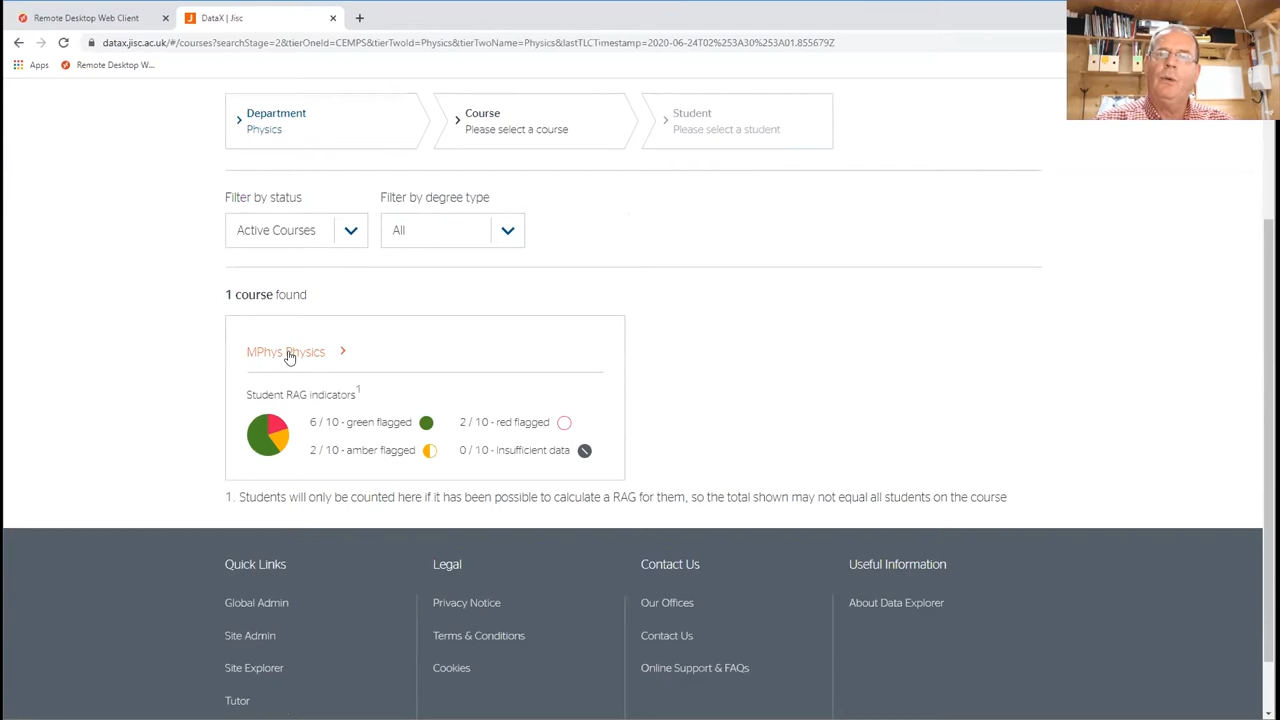 Remote Desktop Web Client
DataX | Jisc
datax.jisc.ac.uk/#/courses?searchStage=2&tierOneId=CEMPS&tierTwoId=Physics&tierTwoName=Physics&lastTLCTimestamp=2020-06-24T02%253A30%253A01.855679Z
Apps Remote Desktop W...
Department
Physics
Course
Please select a course
Student
Please select a student
Filter by status
Active Courses
Filter by degree type
All
1 course found
MPhys Physics
Student RAG indicators1
6 / 10 - green flagged
2 / 10 - red flagged
2 / 10 - amber flagged
0 / 10 - Insufficient data
1. Students will only be counted here if it has been possible to calculate a RAG for them, so the total shown may not equal all students on the course
Quick Links
Global Admin
Site Admin
Site Explorer
Tutor
Legal
Privacy Notice
Terms & Conditions
Cookies
Contact Us
Our Offices
Contact Us
Online Support & FAQs
Useful Information
About Data Explorer